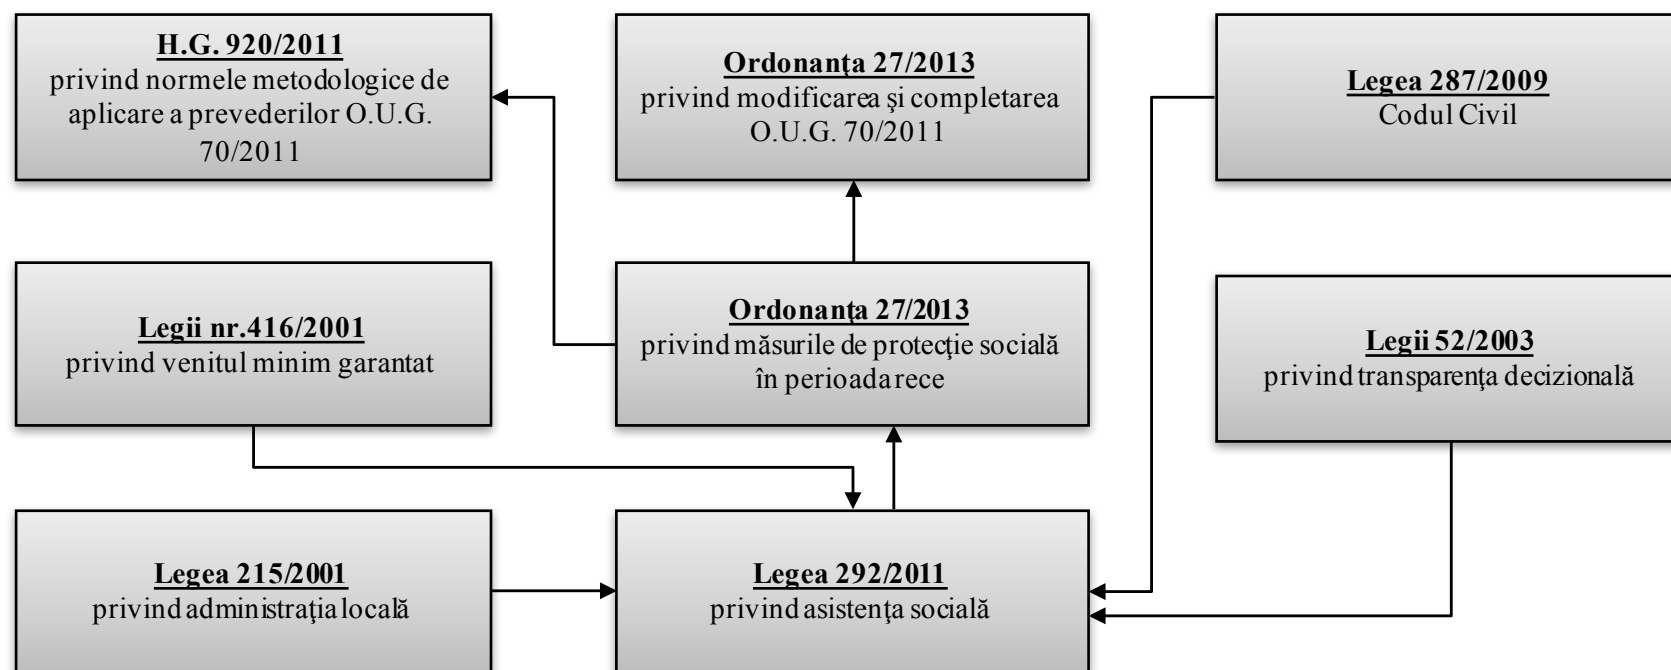 H.G. 920/2011
privind normele metodologice de
aplicare a prevederilor O.U.G.
70/2011
Ordonanţa 27/2013
privind modificarea şi completarea
O.U.G. 70/2011
Legea 287/2009
Codul Civil
Legii nr.416/2001
privind venitul minim garantat
Ordonanţa 27/2013
privind măsurile de protecţie socială
în perioada rece
Legii 52/2003
privind transparenţa decizională
Legea 215/2001
privind administraţia locală
Legea 292/2011
privind asistenţa socială